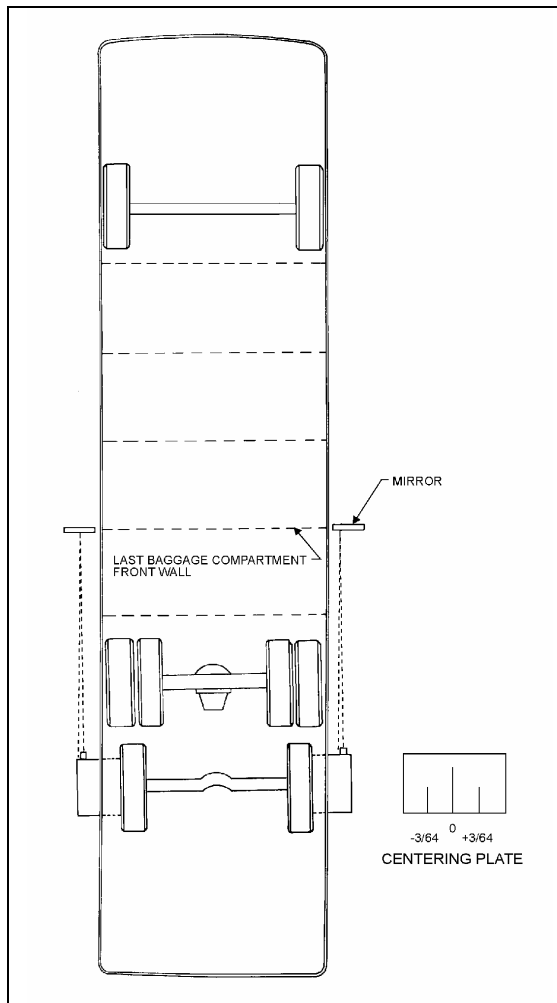 MIRROR
LAST BAGGAGE COMPARTMENT
FRONT WALL
-3/64 0 +3/64
CENTERING PLATE